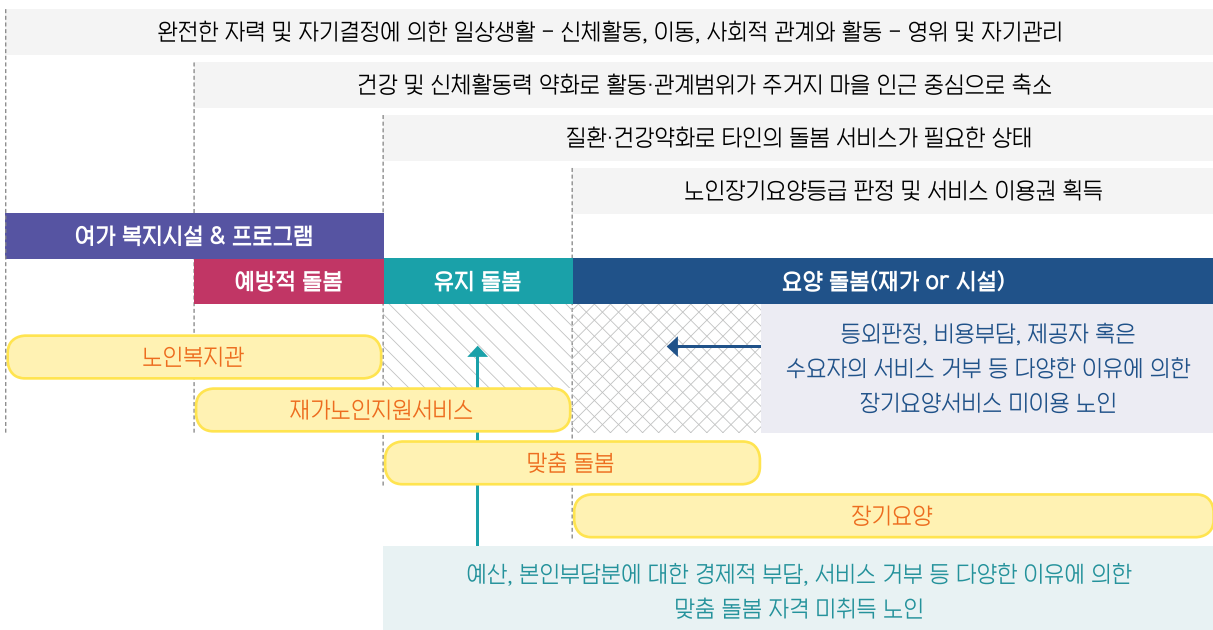 완전한 자력 및 자기결정에 의한 일상생활 – 신체활동, 이동, 사회적 관계와 활동 – 영위 및 자기관리
건강 및 신체활동력 약화로 활동·관계범위가 주거지 마을 인근 중심으로 축소
질환·건강약화로 타인의 돌봄 서비스가 필요한 상태
노인장기요양등급 판정 및 서비스 이용권 획득
여가 복지시설 & 프로그램
예방적 돌봄
유지 돌봄
요양 돌봄(재가 or 시설)
등외판정, 비용부담, 제공자 혹은
수요자의 서비스 거부 등 다양한 이유에 의한
장기요양서비스 미이용 노인
노인복지관
재가노인지원서비스
맞춤 돌봄
장기요양
예산, 본인부담분에 대한 경제적 부담, 서비스 거부 등 다양한 이유에 의한
맞춤 돌봄 자격 미취득 노인